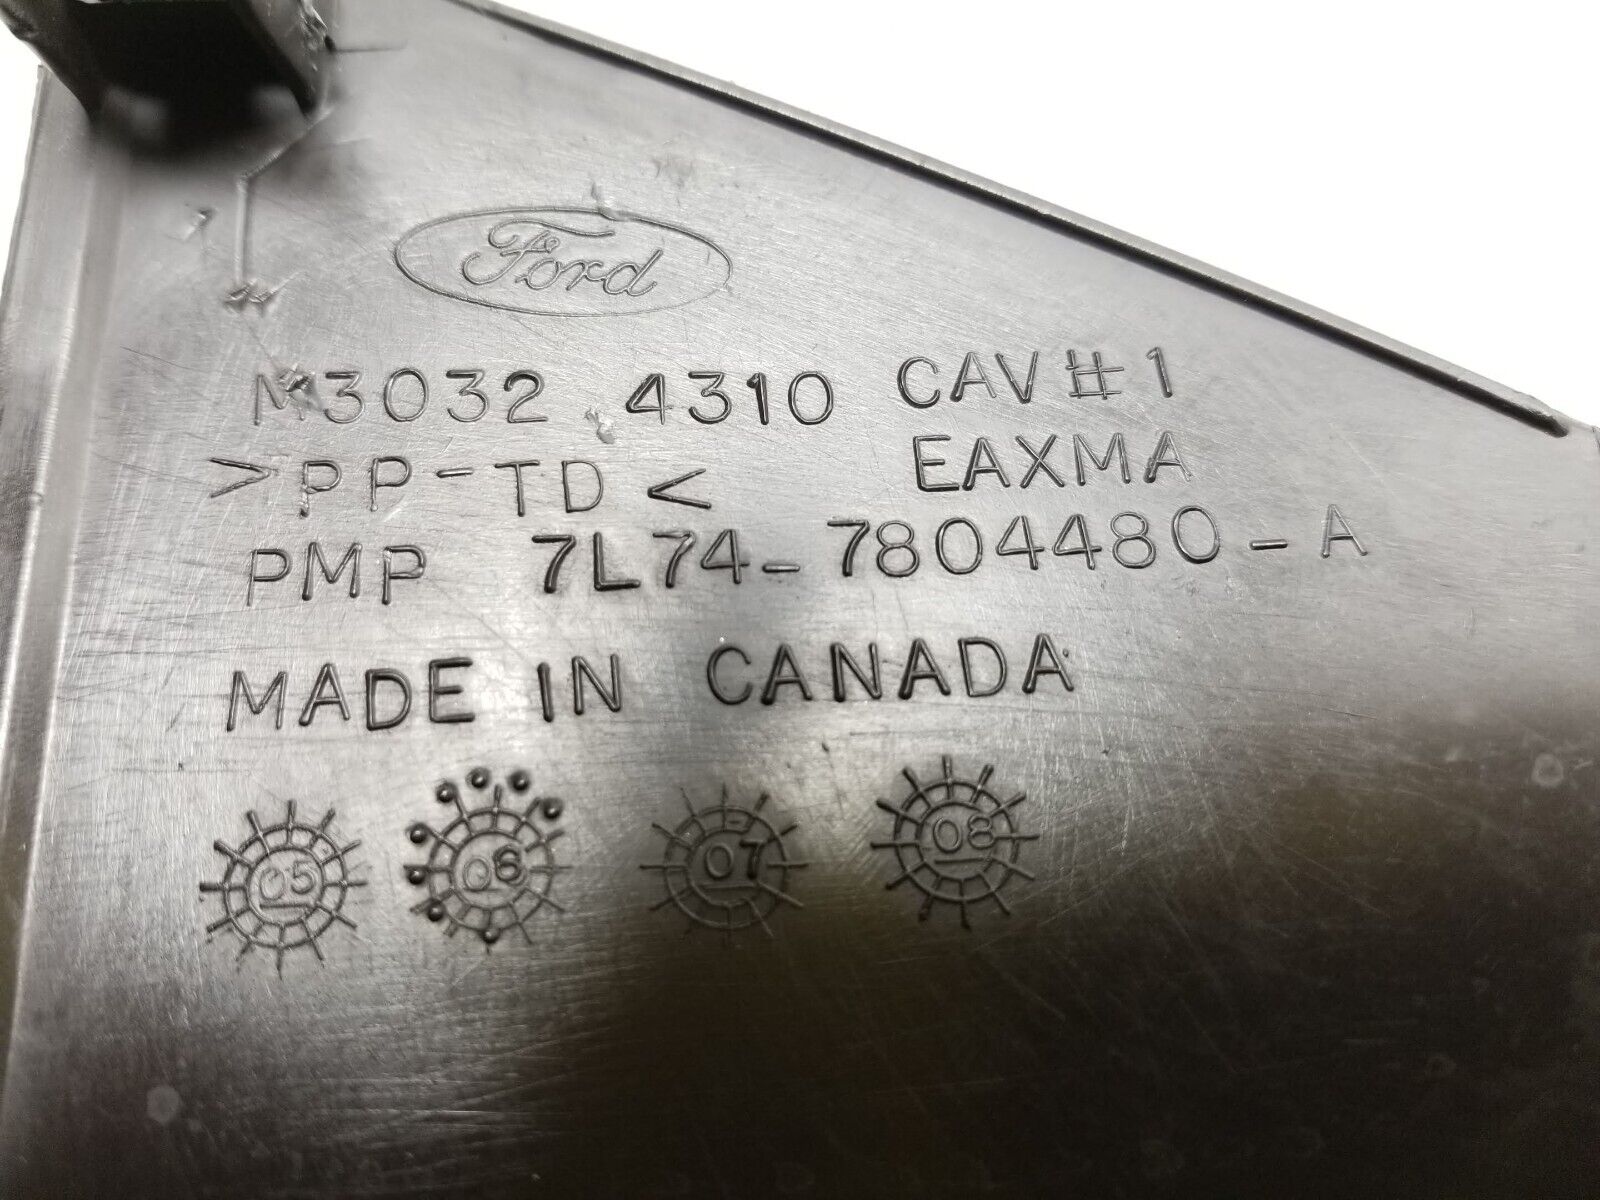 Ford
M3032 4310 CAV#1
>PP-TD< EAXMA
PMP 7L74-7804480-A
MADE IN CANADA
05 06 07 08